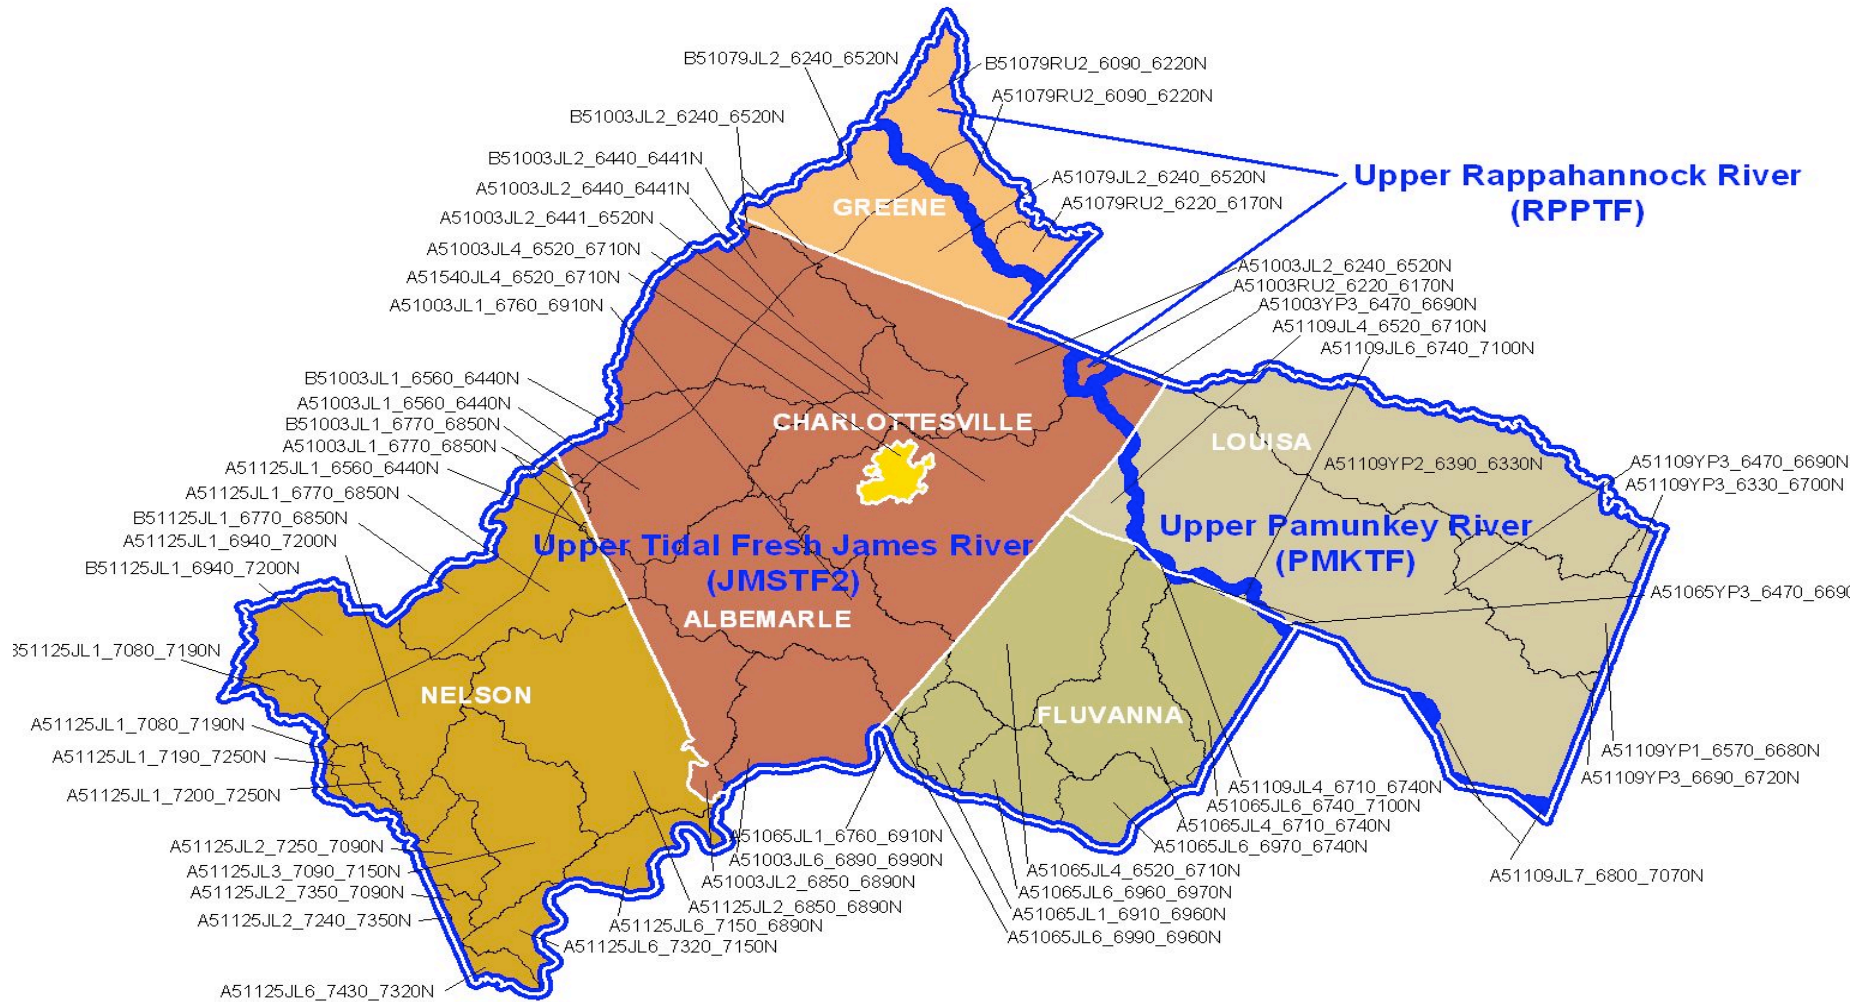 B51079JL2_6240_6520N
B51079RU2_6090_6220N
A51079RU2_6090_6220N
B51003JL2_6240_6520N
B51003JL2_6440_6441N
A51003JL2_6440_6441N
A51003JL2_6441_6520N
A51003JL4_6520_6710N
A51540JL4_6520_6710N
A51003JL1_6760_6910N
A51079JL2_6240_6520N
A51079RU2_6220_6170N
Upper Rappahannock River
(RPPTF)
GREENE
A51003JL2_6240_6520N
A51003RU2_6220_6170N
A51003YP3_6470_6690N
A51109JL4_6520_6710N
A51109JL6_6740_7100N
B51003JL1_6560_6440N
A51003JL1_6560_6440N
B51003JL1_6770_6850N
A51003JL1_6770_6850N
A51125JL1_6560_6440N
A51125JL1_6770_6850N
B51125JL1_6770_6850N
A51125JL1_6940_7200N
B51125JL1_6940_7200N
CHARLOTTESVILLE
LOUISA
A51109YP2_6390_6330N
A51109YP3_6470_6690N
A51109YP3_6330_6700N
Upper Tidal Fresh James River
(JMSTF2)
Upper Pamunkey River
(PMKTF)
A51065YP3_6470_6690
ALBEMARLE
51125JL1_7080_7190N
NELSON
FLUVANNA
A51125JL1_7080_7190N
A51125JL1_7190_7250N
A51125JL1_7200_7250N
A51125JL2_7250_7090N
A51125JL3_7090_7150N
A51125JL2_7350_7090N
A51125JL2_7240_7350N
A51125JL6_7430_7320N
A51065JL1_6760_6910N
A51003JL6_6890_6990N
A51003JL2_6850_6890N
A51125JL2_6850_6890N
A51125JL6_7150_6890N
A51125JL6_7320_7150N
A51109JL4_6710_6740N
A51065JL6_6740_7100N
A51065JL4_6710_6740N
A51065JL6_6970_6740N
A51065JL4_6520_6710N
A51065JL6_6960_6970N
A51065JL1_6910_6960N
A51065JL6_6990_6960N
A51109YP1_6570_6680N
A51109YP3_6690_6720N
A51109JL7_6800_7070N